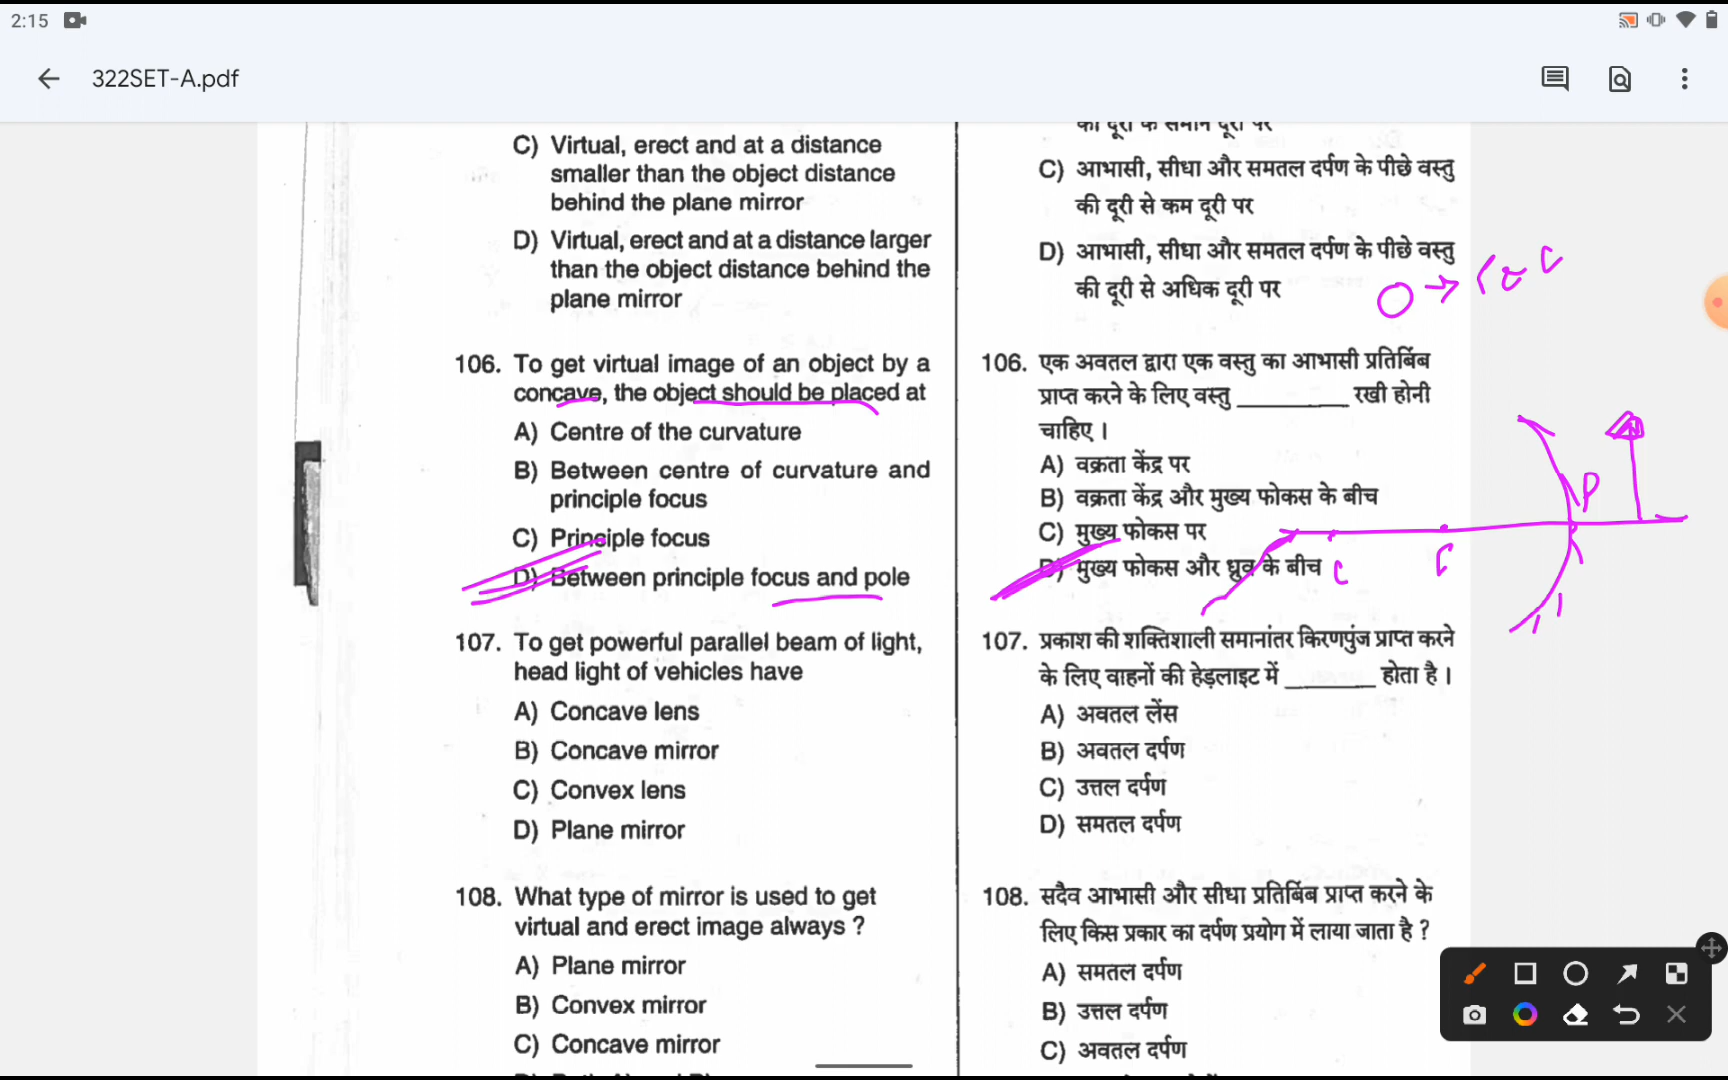 2:15
322SET-A.pdf
C) Virtual, erect and at a distance
smaller than the object distance
behind the plane mirror
D) Virtual, erect and at a distance larger
than the object distance behind the
plane mirror
106. To get virtual image of an object by a
concave, the object should be placed at
A) Centre of the curvature
B) Between centre of curvature and
principle focus
C) Principle focus
D) Between principle focus and pole
107. To get powerful parallel beam of light,
head light of vehicles have
A) Concave lens
B) Concave mirror
C) Convex lens
D) Plane mirror
108. What type of mirror is used to get
virtual and erect image always ?
A) Plane mirror
B) Convex mirror
C) Concave mirror
की दूरी के समान दूरी पर
C) आभासी, सीधा और समतल दर्पण के पीछे वस्तु
की दूरी से कम दूरी पर
D) आभासी, सीधा और समतल दर्पण के पीछे वस्तु
की दूरी से अधिक दूरी पर
106. एक अवतल द्वारा एक वस्तु का आभासी प्रतिर्बिब
प्राप्त करने के लिए वस्तु _________ रखी होनी
चाहिए ।
A) वक्रता केंद्र पर
B) वक्रता केंद्र और मुख्य फोकस के बीच
C) मुख्य फोकस पर
D) मुख्य फोकस और ध्रुव के बीच
107. प्रकाश की शक्तिशाली समानांतर किरणपुंज प्राप्त करने
के लिए वाहनों की हेड़लाइट में _______ होता है ।
A) अवतल लेंस
B) अवतल दर्पण
C) उत्तल दर्पण
D) समतल दर्पण
108. सदैव आभासी और सीधा प्रतिर्बिब प्राप्त करने के
लिए किस प्रकार का दर्पण प्रयोग में लाया जाता है ?
A) समतल दर्पण
B) उत्तल दर्पण
C) अवतल दर्पण
P
C